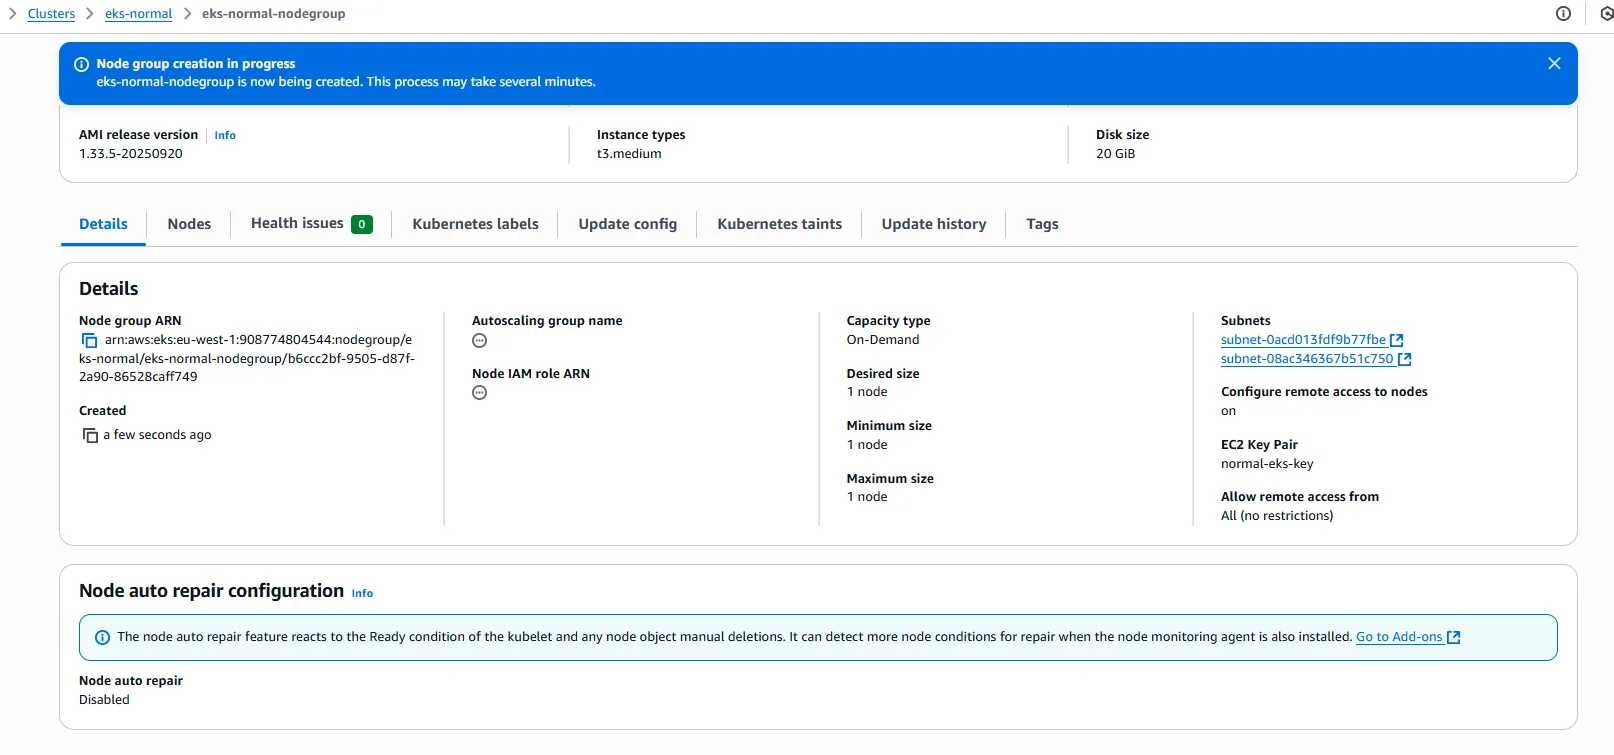 Clusters eks-normal eks-normal-nodegroup
Node group creation in progress
eks-normal-nodegroup is now being created. This process may take several minutes.
AMI release version Info
1.33.5-20250920
Instance types
t3.medium
Disk size
20 GiB
Details Nodes Health issues 0 Kubernetes labels Update config Kubernetes taints Update history Tags
Details
Node group ARN
arn:aws:eks:eu-west-1:908774804544:nodegroup/e
ks-normal/eks-normal-nodegroup/b6ccc2bf-9505-d87f-
2a90-86528caff749
Created
a few seconds ago
Autoscaling group name
Node IAM role ARN
Capacity type
On-Demand
Desired size
1 node
Minimum size
1 node
Maximum size
1 node
Subnets
subnet-0acd013fdf9b77fbe
subnet-08ac346367b51c750
Configure remote access to nodes
on
EC2 Key Pair
normal-eks-key
Allow remote access from
All (no restrictions)
Node auto repair configuration Info
The node auto repair feature reacts to the Ready condition of the kubelet and any node object manual deletions. It can detect more node conditions for repair when the node monitoring agent is also installed. Go to Add-ons
Node auto repair
Disabled